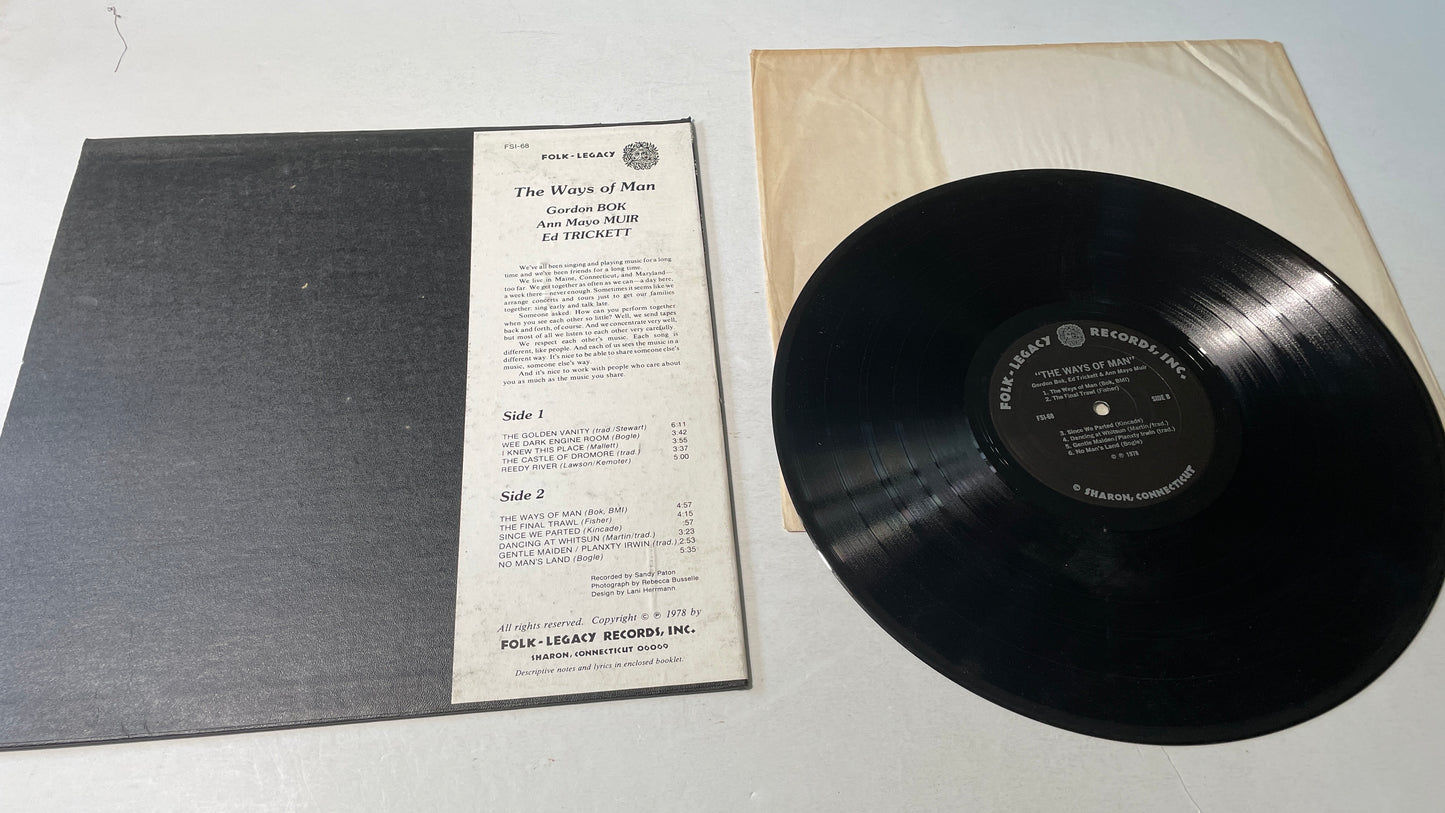 FSI-68
FOLK-LEGACY
The Ways of Man
Gordon BOK
Ann Mayo MUIR
Ed TRICKETT
We've all been singing and playing music for a long
time and we've been friends for a long time.
We live in Maine, Connecticut, and Maryland—
too far. We get together as often as we can—a day here,
a week there—never enough. Sometimes it seems like we
arrange concerts and tours just to get our families
together: sing early and talk late.
Someone asked: How can you perform together
when you see each other so little? Well, we send tapes
back and forth, of course. And we concentrate very well,
but most of all we listen to each other very carefully.
We respect each other's music. Each song is
different, like people. And each of us sees the music in a
different way. It's nice to be able to share someone else's
music, someone else's way.
And it's nice to work with people who care about
you as much as the music you share.
Side 1
THE GOLDEN VANITY (trad./Stewart) 6:11
WEE DARK ENGINE ROOM (Bogle) 3:42
I KNEW THIS PLACE (Mallett) 3:55
THE CASTLE OF DROMORE (trad.) 3:37
REEDY RIVER (Lawson/Kemoter) 5:00
Side 2
THE WAYS OF MAN (Bok, BMI) 4:57
THE FINAL TRAWL (Fisher) 4:15
SINCE WE PARTED (Kincade) :57
DANCING AT WHITSUN (Martin/trad.) 3:23
GENTLE MAIDEN / PLANXTY IRWIN (trad.) 2:53
NO MAN'S LAND (Bogle) 5:35
Recorded by Sandy Paton
Photograph by Rebecca Busselle
Design by Lani Herrmann
All rights reserved. Copyright © ℗ 1978 by
FOLK-LEGACY RECORDS, INC.
SHARON, CONNECTICUT 06069
Descriptive notes and lyrics in enclosed booklet.
FOLK-LEGACY RECORDS, INC.
"THE WAYS OF MAN"
Gordon Bok, Ed Trickett & Ann Mayo Muir
1. The Ways of Man (Bok, BMI)
2. The Final Trawl (Fisher)
FSI-68 SIDE B
3. Since We Parted (Kincade)
4. Dancing at Whitsun (Martin/trad.)
5. Gentle Maiden/Planxty Irwin (trad.)
6. No Man's Land (Bogle)
© ℗ 1978
© SHARON, CONNECTICUT